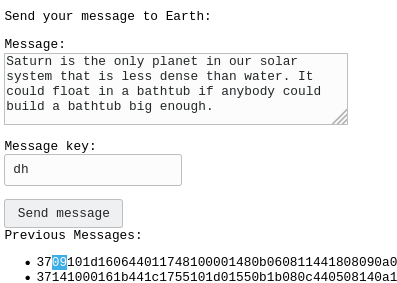 Send your message to Earth:
Message:
Saturn is the only planet in our solar
system that is less dense than water. It
could float in a bathtub if anybody could
build a bathtub big enough.
Message key:
dh
Send message
Previous Messages:
3709101d160644011748100001480b060811441808090a0
37141000161b441c1755101d01550b1b080c440508140a1